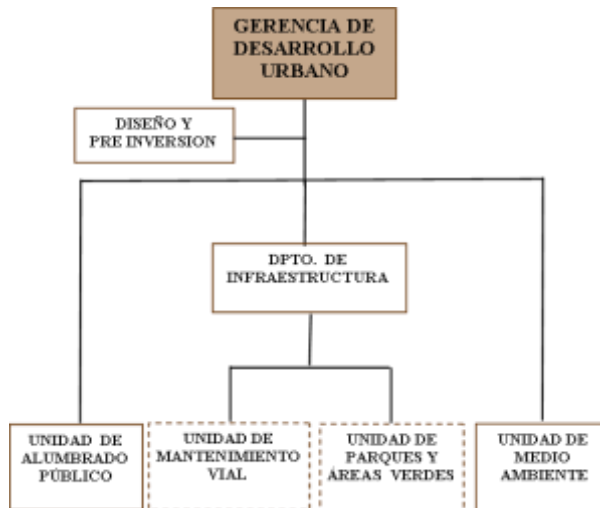 GERENCIA DE
DESARROLLO
URBANO
DISEÑO Y
PRE INVERSION
DPTO. DE
INFRAESTRUCTURA
UNIDAD DE
ALUMBRADO
PÚBLICO
UNIDAD DE
MANTENIMIENTO
VIAL
UNIDAD DE
PARQUES Y
ÁREAS VERDES
UNIDAD DE
MEDIO
AMBIENTE